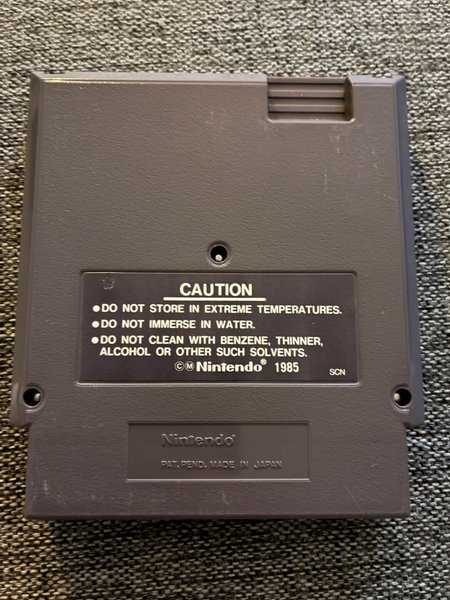 CAUTION
●DO NOT STORE IN EXTREME TEMPERATURES.
●DO NOT IMMERSE IN WATER.
●DO NOT CLEAN WITH BENZENE, THINNER,
ALCOHOL OR OTHER SUCH SOLVENTS.
©Ⓜ Nintendo® 1985 SCN
Nintendo®
PAT. PEND. MADE IN JAPAN